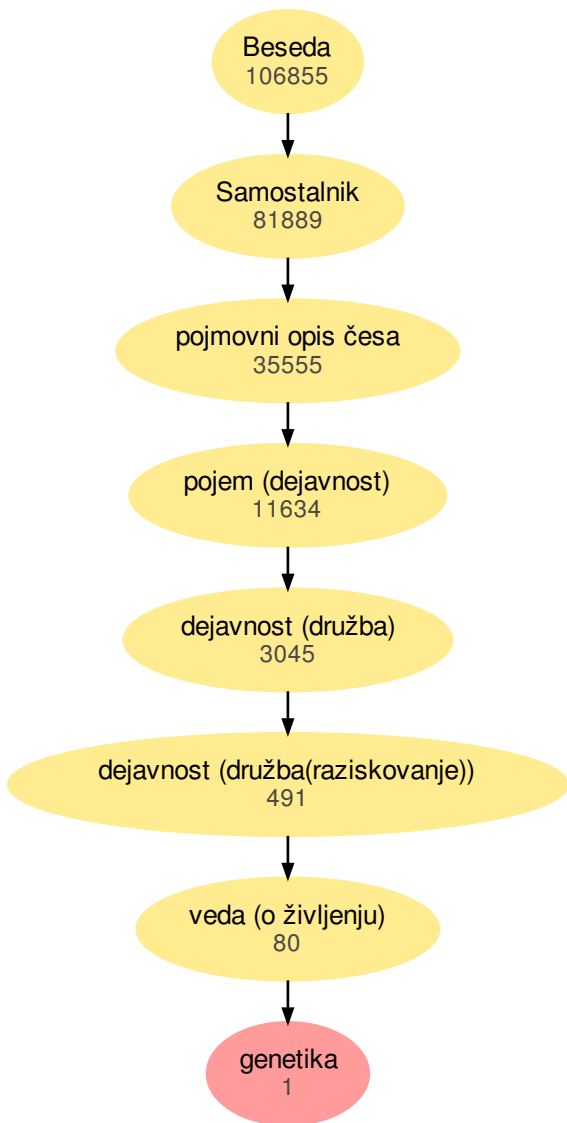 Beseda
106855
Samostalnik
81889
pojmovni opis česa
35555
pojem (dejavnost)
11634
dejavnost (družba)
3045
dejavnost (družba(raziskovanje))
491
veda (o življenju)
80
genetika
1